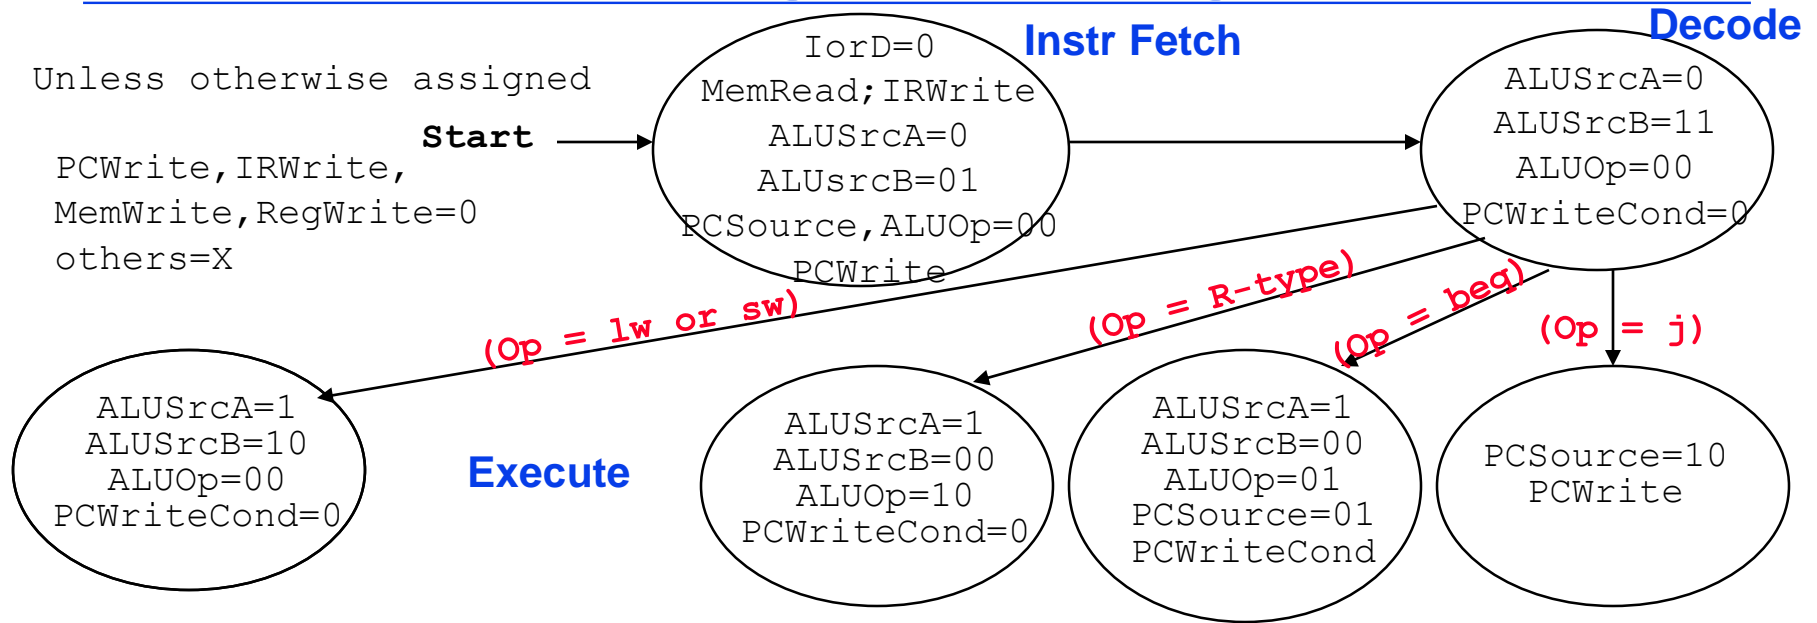 Instr Fetch
Decode
Unless otherwise assigned
PCWrite,IRWrite,
MemWrite,RegWrite=0
others=X
Start
IorD=0
MemRead;IRWrite
ALUSrcA=0
ALUsrcB=01
PCSource,ALUOp=00
PCWrite
ALUSrcA=0
ALUSrcB=11
ALUOp=00
PCWriteCond=0
(Op = lw or sw)
(Op = R-type)
(Op = beq)
(Op = j)
ALUSrcA=1
ALUSrcB=10
ALUOp=00
PCWriteCond=0
Execute
ALUSrcA=1
ALUSrcB=00
ALUOp=10
PCWriteCond=0
ALUSrcA=1
ALUSrcB=00
ALUOp=01
PCSource=01
PCWriteCond
PCSource=10
PCWrite